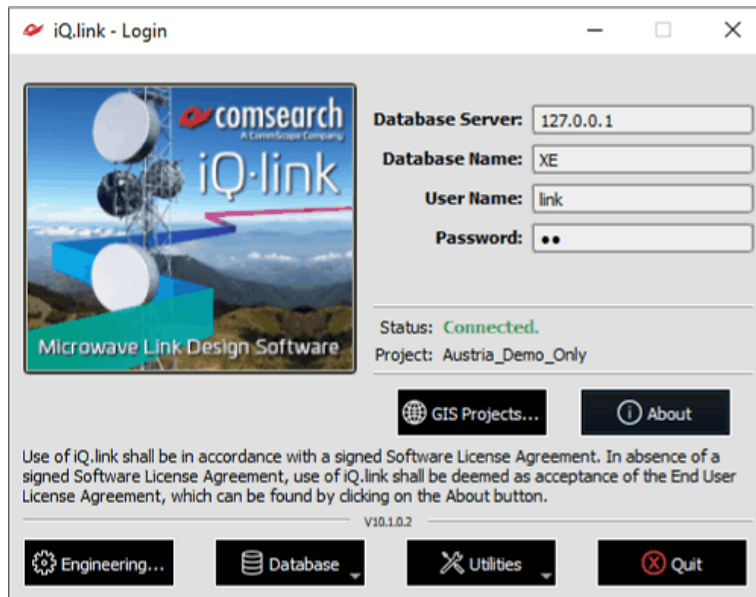 iQ.link - Login
comsearch
A CommScope Company
iQ·link
Microwave Link Design Software
Database Server: 127.0.0.1
Database Name: XE
User Name: link
Password: ●●
Status: Connected.
Project: Austria_Demo_Only
GIS Projects...
About
Use of iQ.link shall be in accordance with a signed Software License Agreement. In absence of a
signed Software License Agreement, use of iQ.link shall be deemed as acceptance of the End User
License Agreement, which can be found by clicking on the About button.
V10.1.0.2
Engineering...
Database
Utilities
Quit